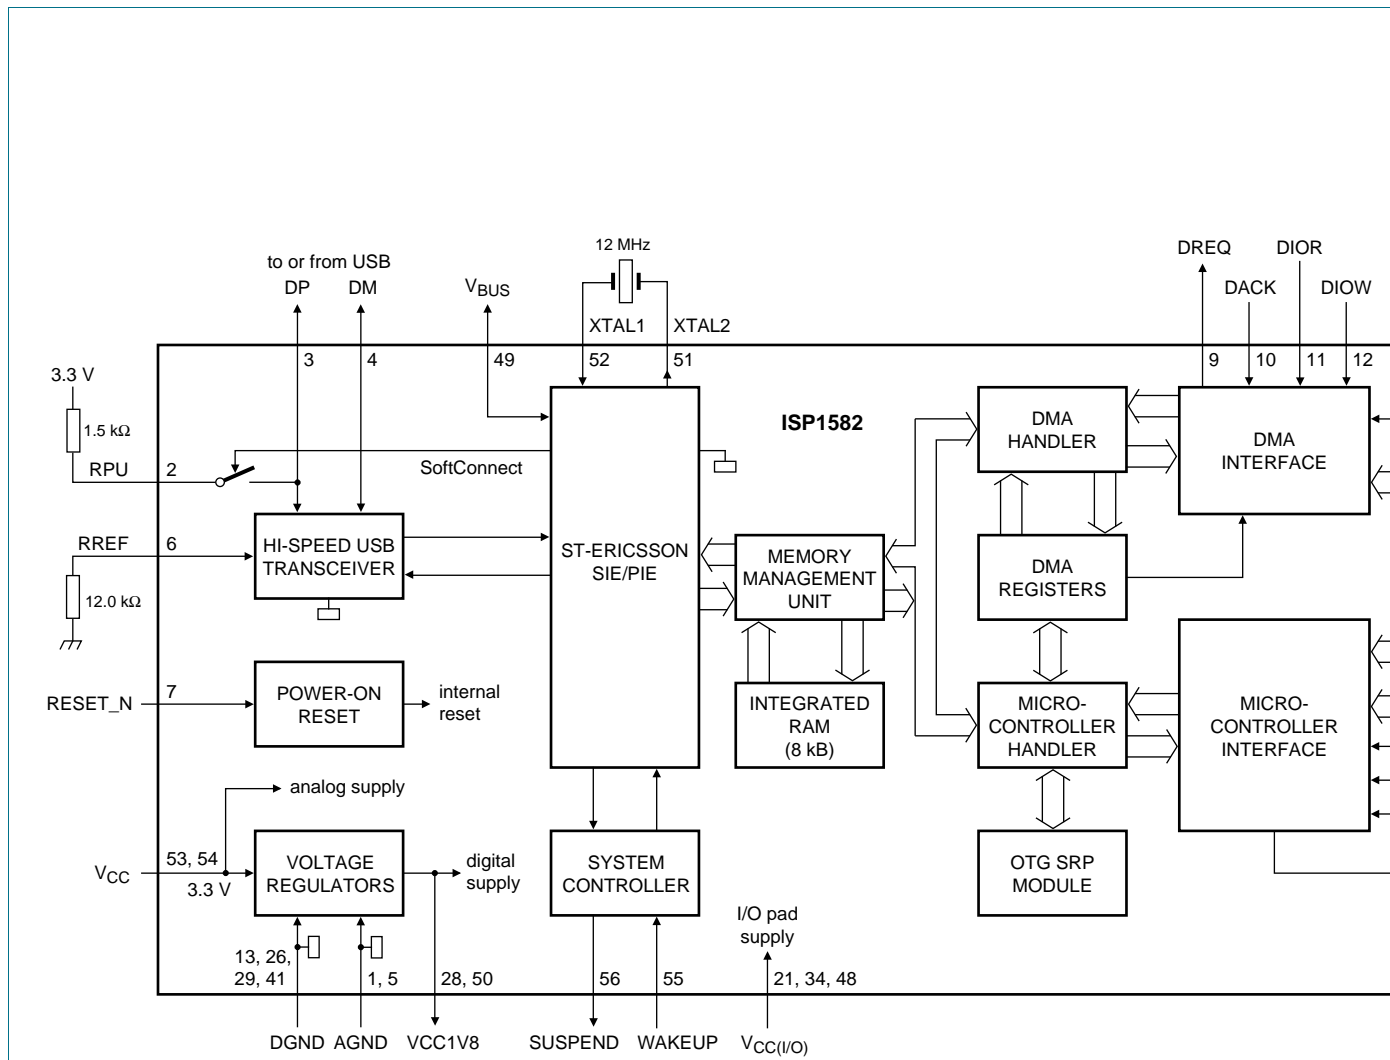 12 MHz
to or from USB
DP
DM
VBUS
XTAL1
XTAL2
DREQ
DIOR
DACK
DIOW
3
4
49
52
51
9
10
11
12
3.3 V
1.5 kΩ
RPU
2
SoftConnect
ISP1582
DMA
HANDLER
DMA
INTERFACE
RREF
6
HI-SPEED USB
TRANSCEIVER
12.0 kΩ
ST-ERICSSON
SIE/PIE
MEMORY
MANAGEMENT
UNIT
DMA
REGISTERS
RESET_N
7
POWER-ON
RESET
internal
reset
INTEGRATED
RAM
(8 kB)
MICRO-
CONTROLLER
HANDLER
MICRO-
CONTROLLER
INTERFACE
analog supply
VCC
53, 54
3.3 V
VOLTAGE
REGULATORS
digital
supply
SYSTEM
CONTROLLER
OTG SRP
MODULE
I/O pad
supply
13, 26,
29, 41
1, 5
28, 50
56
55
21, 34, 48
DGND
AGND
VCC1V8
SUSPEND
WAKEUP
VCC(I/O)